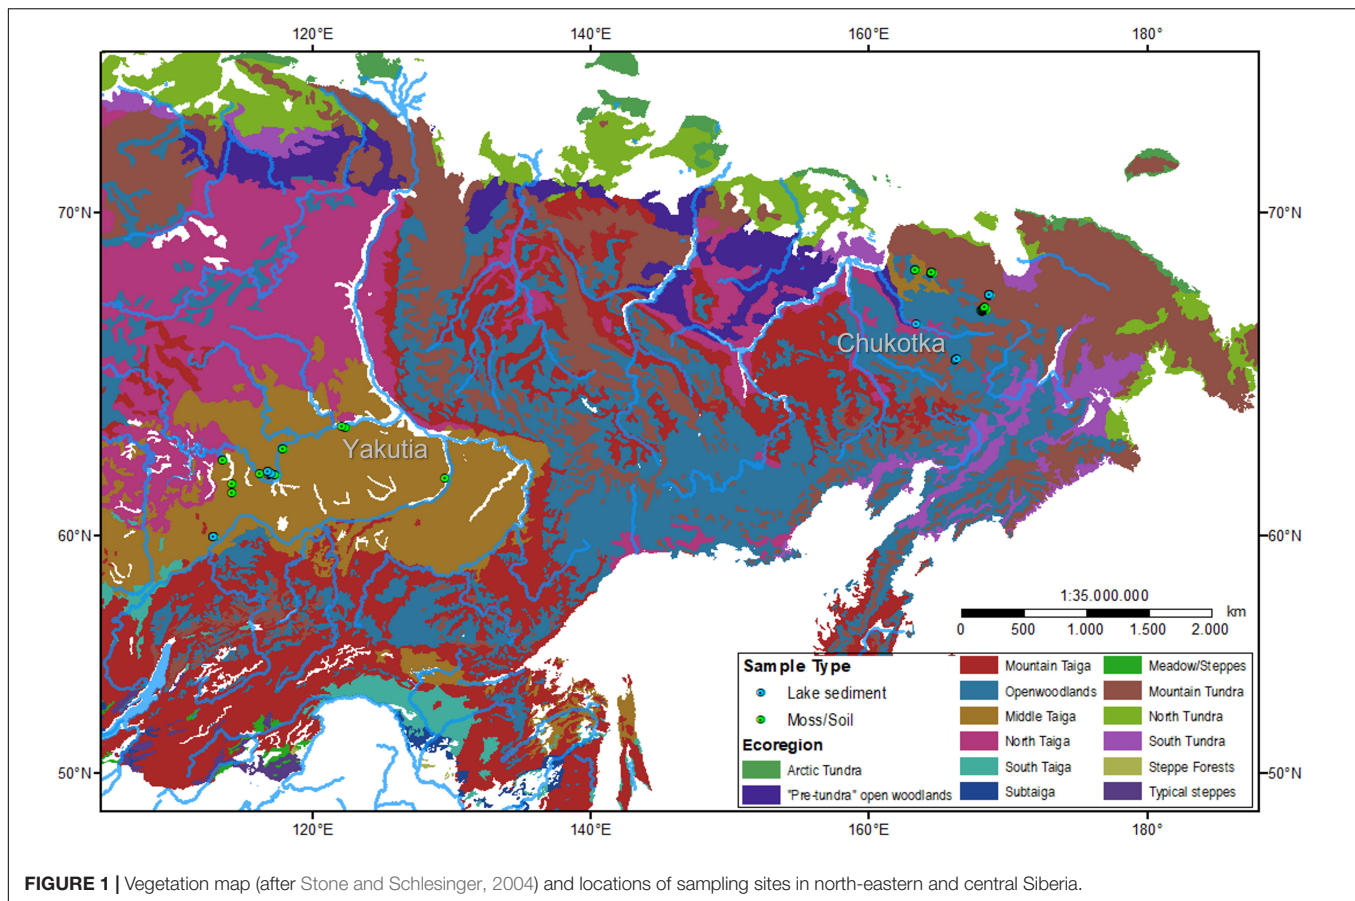 120°E 140°E 160°E 180°
70°N 70°N
Chukotka
Yakutia
60°N 60°N
1:35.000.000
km
0 500 1.000 1.500 2.000
Sample Type
Lake sediment
Moss/Soil
Ecoregion
Arctic Tundra
"Pre-tundra" open woodlands
Mountain Taiga
Openwoodlands
Middle Taiga
North Taiga
South Taiga
Subtaiga
Meadow/Steppes
Mountain Tundra
North Tundra
South Tundra
Steppe Forests
Typical steppes
50°N 50°N
120°E 140°E 160°E 180°
FIGURE 1 | Vegetation map (after Stone and Schlesinger, 2004) and locations of sampling sites in north-eastern and central Siberia.